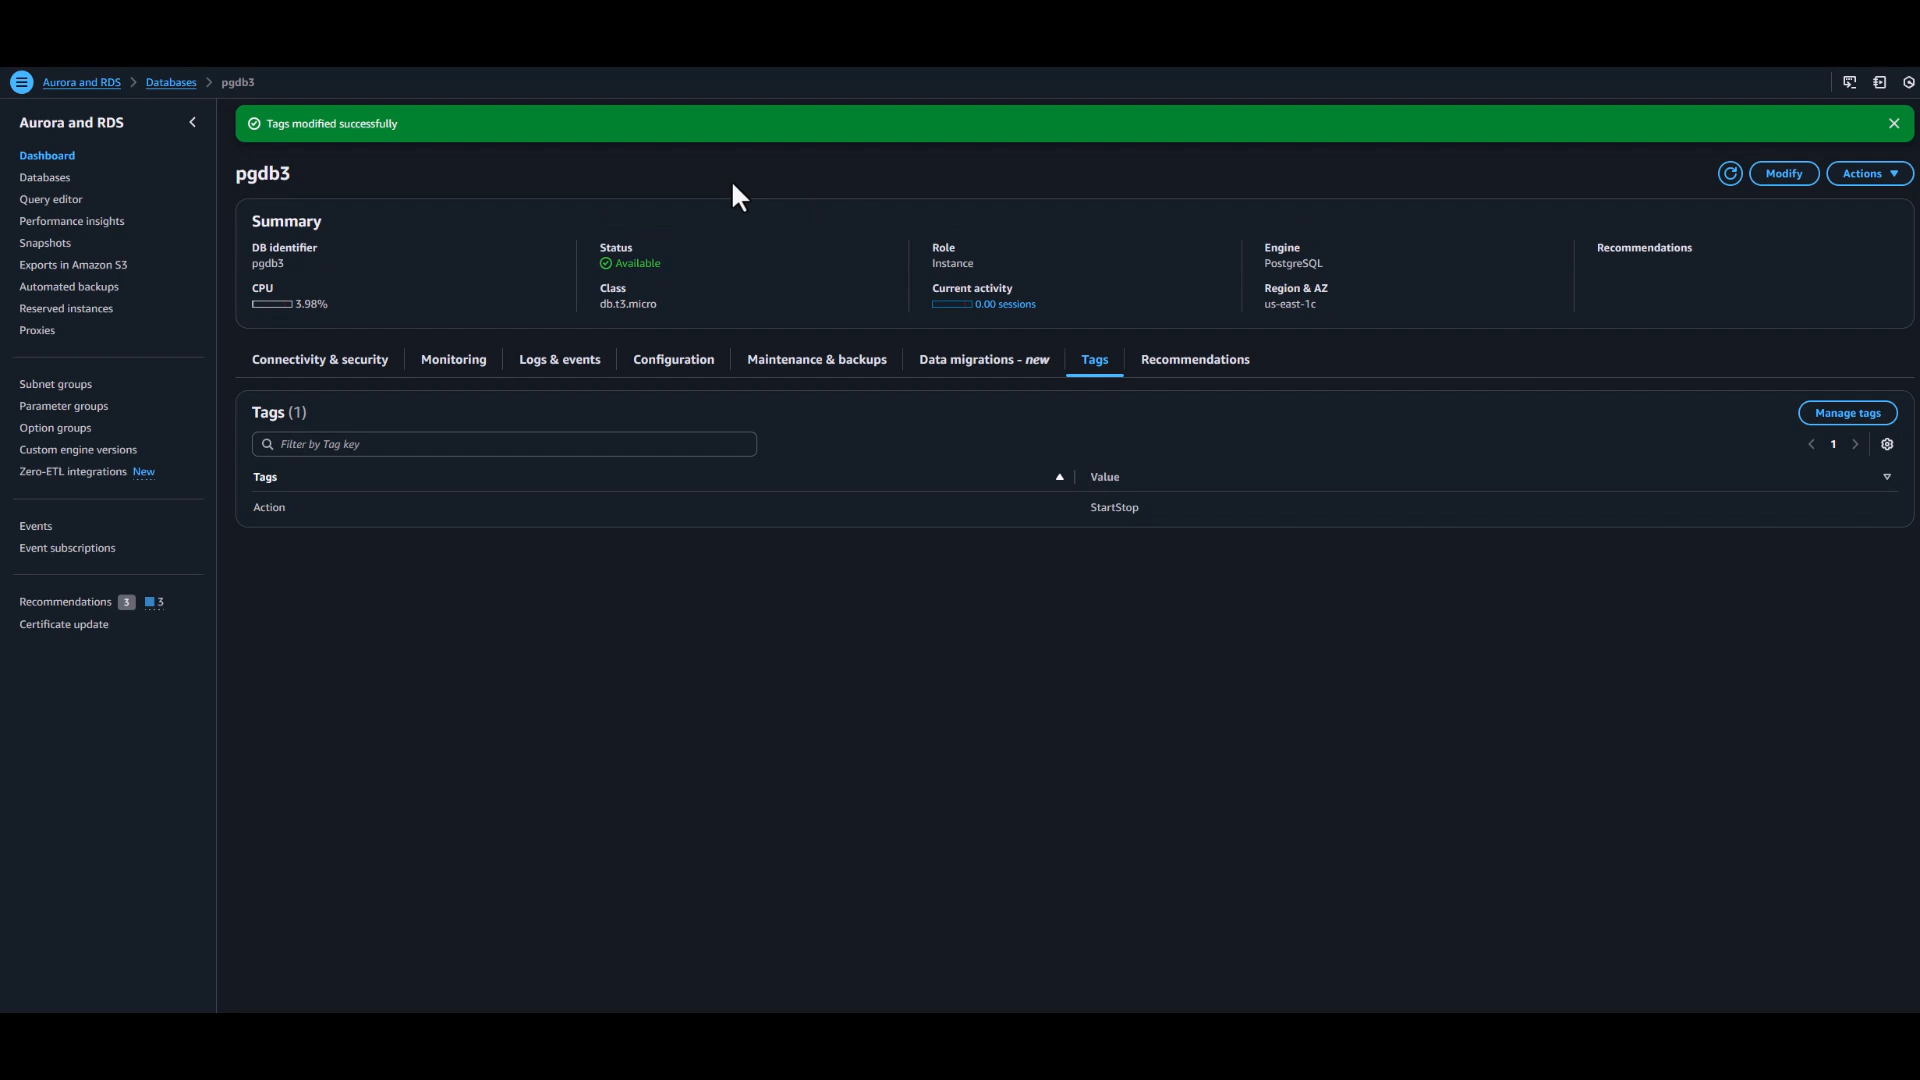 Aurora and RDS > Databases > pgdb3
Aurora and RDS
Dashboard
Databases
Query editor
Performance insights
Snapshots
Exports in Amazon S3
Automated backups
Reserved instances
Proxies
Subnet groups
Parameter groups
Option groups
Custom engine versions
Zero-ETL integrations New
Events
Event subscriptions
Recommendations 3 3
Certificate update
Tags modified successfully
pgdb3
Modify
Actions
Summary
DB identifier
pgdb3
CPU
3.98%
Status
Available
Class
db.t3.micro
Role
Instance
Current activity
0.00 sessions
Engine
PostgreSQL
Region & AZ
us-east-1c
Recommendations
Connectivity & security
Monitoring
Logs & events
Configuration
Maintenance & backups
Data migrations - new
Tags
Recommendations
Tags (1)
Manage tags
Filter by Tag key
1
Tags Value
Action StartStop